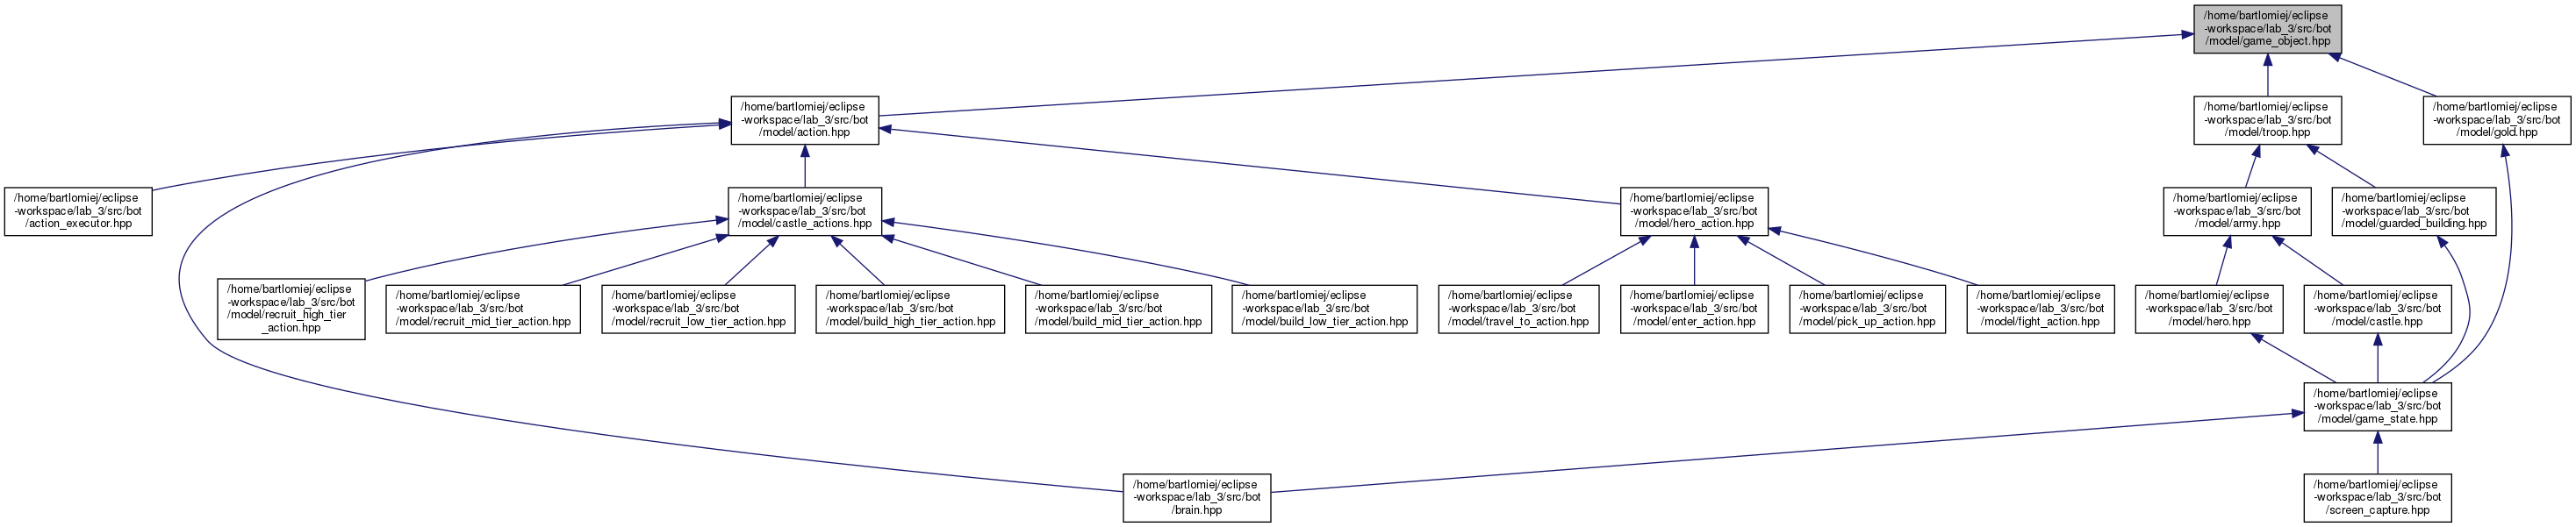 /home/bartlomiej/eclipse
-workspace/lab_3/src/bot
/model/game_object.hpp
/home/bartlomiej/eclipse
-workspace/lab_3/src/bot
/model/action.hpp
/home/bartlomiej/eclipse
-workspace/lab_3/src/bot
/model/troop.hpp
/home/bartlomiej/eclipse
-workspace/lab_3/src/bot
/model/gold.hpp
/home/bartlomiej/eclipse
-workspace/lab_3/src/bot
/action_executor.hpp
/home/bartlomiej/eclipse
-workspace/lab_3/src/bot
/model/castle_actions.hpp
/home/bartlomiej/eclipse
-workspace/lab_3/src/bot
/model/hero_action.hpp
/home/bartlomiej/eclipse
-workspace/lab_3/src/bot
/model/army.hpp
/home/bartlomiej/eclipse
-workspace/lab_3/src/bot
/model/guarded_building.hpp
/home/bartlomiej/eclipse
-workspace/lab_3/src/bot
/model/recruit_high_tier
_action.hpp
/home/bartlomiej/eclipse
-workspace/lab_3/src/bot
/model/recruit_mid_tier_action.hpp
/home/bartlomiej/eclipse
-workspace/lab_3/src/bot
/model/recruit_low_tier_action.hpp
/home/bartlomiej/eclipse
-workspace/lab_3/src/bot
/model/build_high_tier_action.hpp
/home/bartlomiej/eclipse
-workspace/lab_3/src/bot
/model/build_mid_tier_action.hpp
/home/bartlomiej/eclipse
-workspace/lab_3/src/bot
/model/build_low_tier_action.hpp
/home/bartlomiej/eclipse
-workspace/lab_3/src/bot
/model/travel_to_action.hpp
/home/bartlomiej/eclipse
-workspace/lab_3/src/bot
/model/enter_action.hpp
/home/bartlomiej/eclipse
-workspace/lab_3/src/bot
/model/pick_up_action.hpp
/home/bartlomiej/eclipse
-workspace/lab_3/src/bot
/model/fight_action.hpp
/home/bartlomiej/eclipse
-workspace/lab_3/src/bot
/model/hero.hpp
/home/bartlomiej/eclipse
-workspace/lab_3/src/bot
/model/castle.hpp
/home/bartlomiej/eclipse
-workspace/lab_3/src/bot
/model/game_state.hpp
/home/bartlomiej/eclipse
-workspace/lab_3/src/bot
/brain.hpp
/home/bartlomiej/eclipse
-workspace/lab_3/src/bot
/screen_capture.hpp